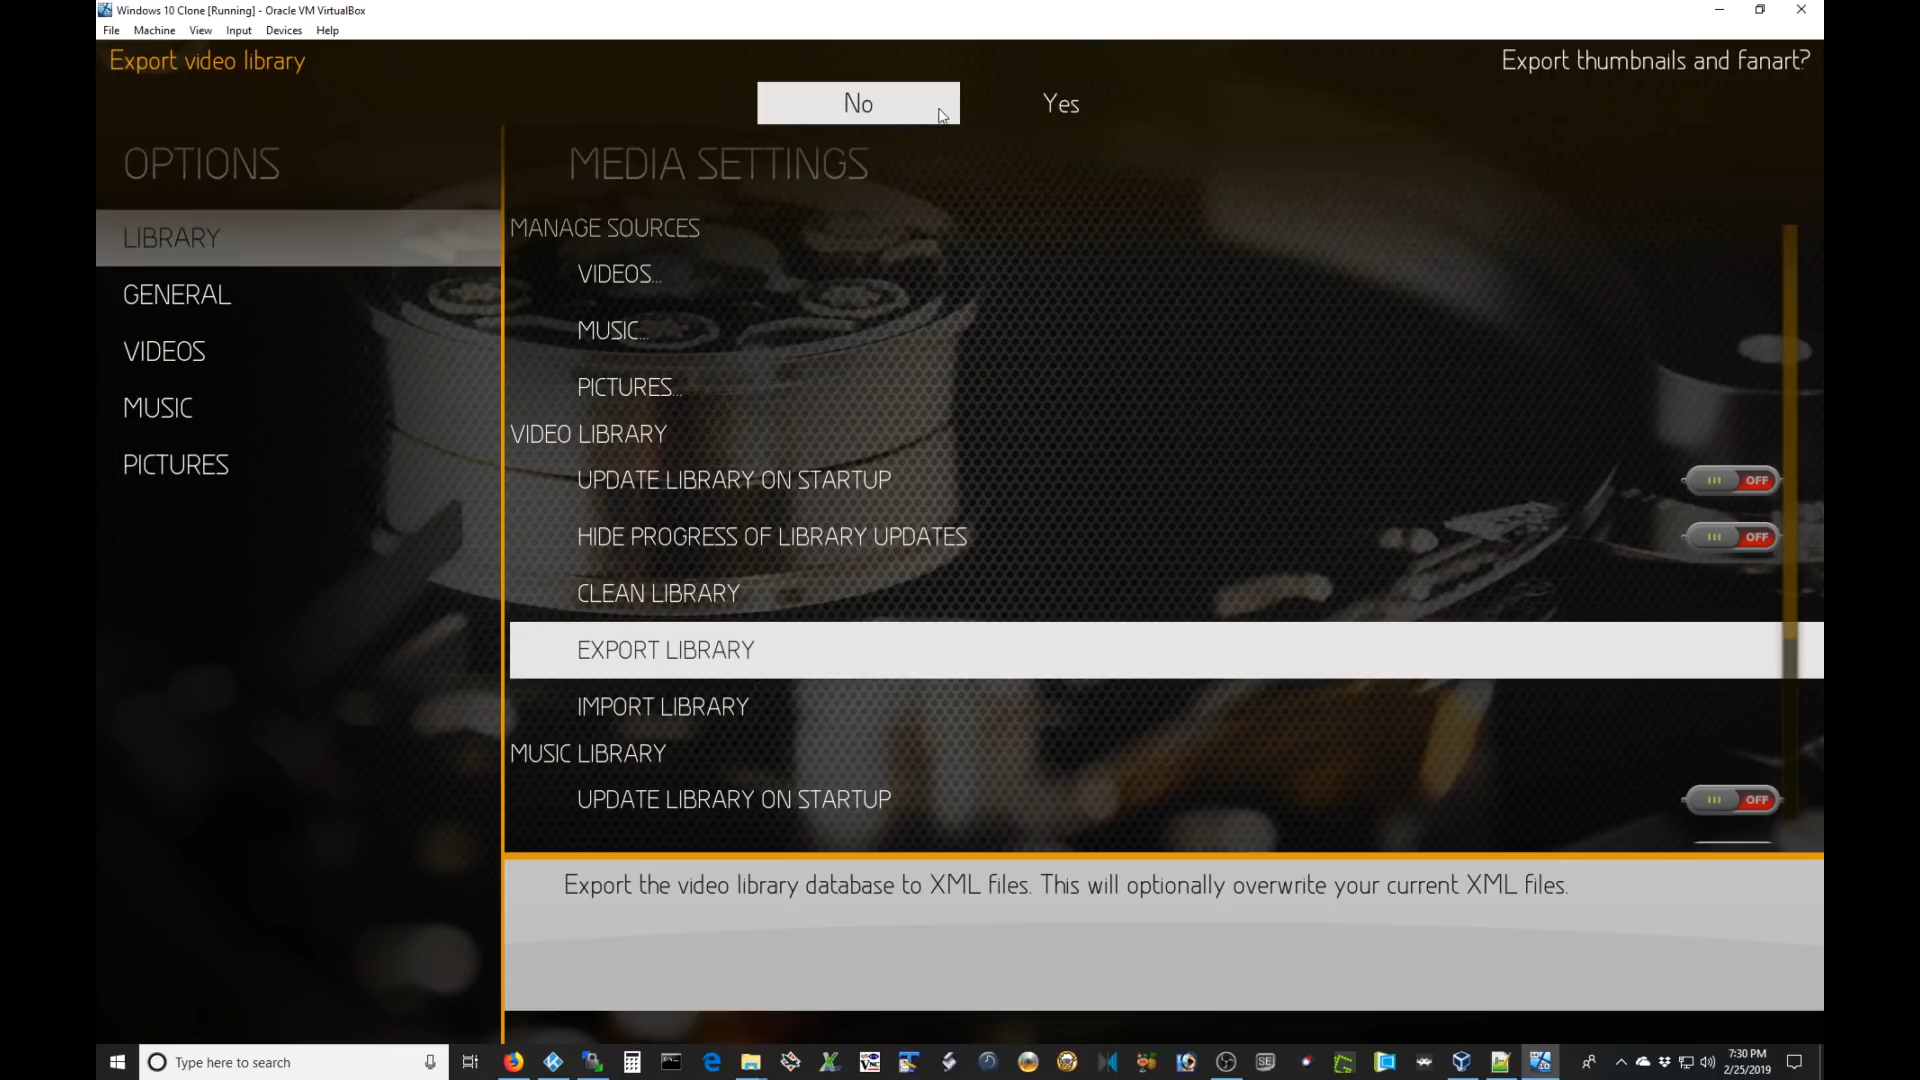 Windows 10 Clone [Running] - Oracle VM VirtualBox
File Machine View Input Devices Help
Export video library
Export thumbnails and fanart?
No Yes
OPTIONS
MEDIA SETTINGS
LIBRARY
GENERAL
VIDEOS
MUSIC
PICTURES
MANAGE SOURCES
VIDEOS...
MUSIC...
PICTURES...
VIDEO LIBRARY
UPDATE LIBRARY ON STARTUP OFF
HIDE PROGRESS OF LIBRARY UPDATES OFF
CLEAN LIBRARY
EXPORT LIBRARY
IMPORT LIBRARY
MUSIC LIBRARY
UPDATE LIBRARY ON STARTUP OFF
Export the video library database to XML files. This will optionally overwrite your current XML files.
Type here to search
SE
7:30 PM
2/25/2019